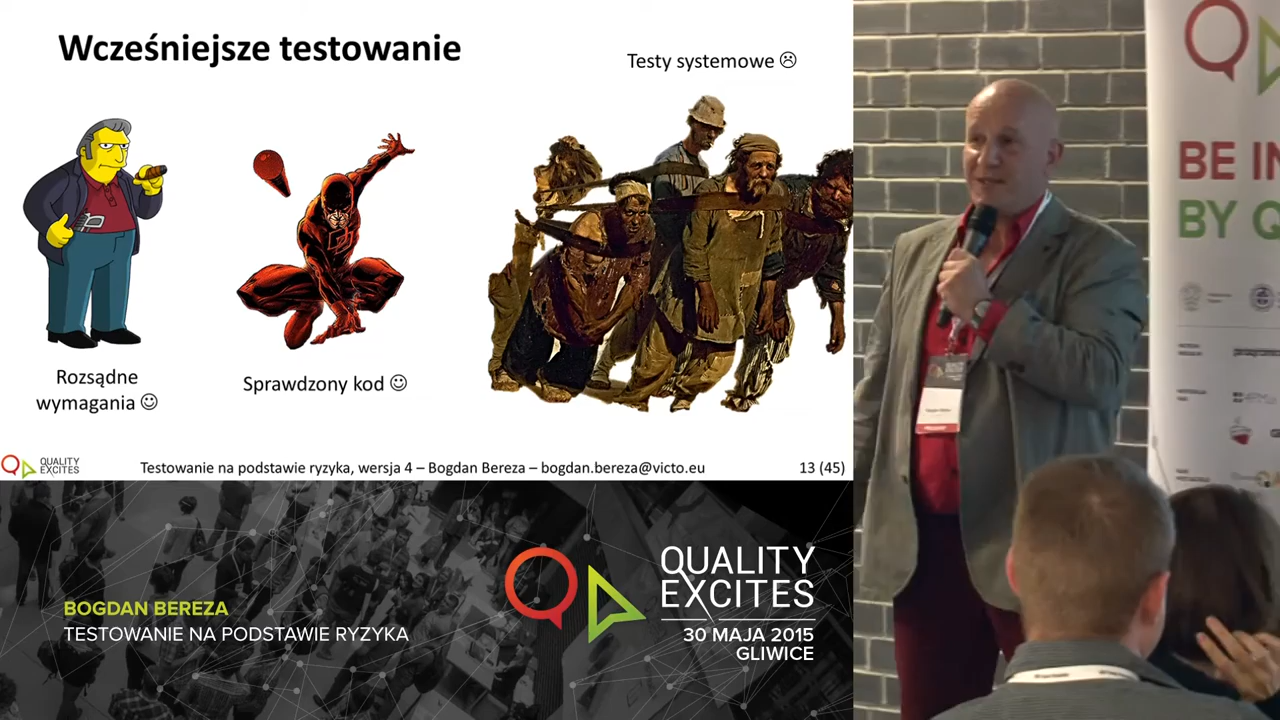 Wcześniejsze testowanie
Testy systemowe ☹
Rozsądne
wymagania ☺
Sprawdzony kod ☺
QUALITY
EXCITES
Testowanie na podstawie ryzyka, wersja 4 – Bogdan Bereza – bogdan.bereza@victo.eu
13 (45)
BOGDAN BEREZA
TESTOWANIE NA PODSTAWIE RYZYKA
QUALITY
EXCITES
30 MAJA 2015
GLIWICE
BE IN
BY Q